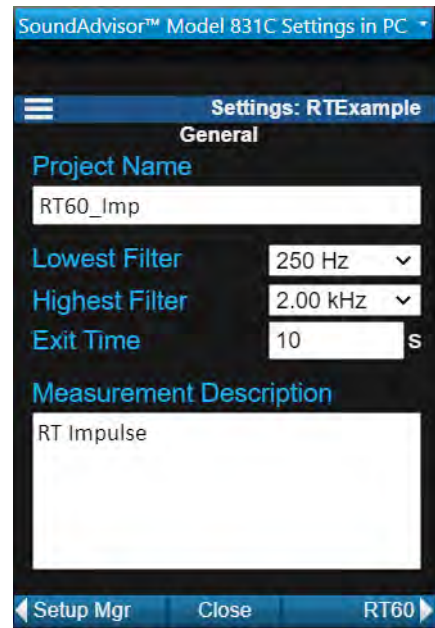 SoundAdvisor™ Model 831C Settings in PC
Settings: RTExample
General
Project Name
RT60_Imp
Lowest Filter 250 Hz
Highest Filter 2.00 kHz
Exit Time 10 s
Measurement Description
RT Impulse
Setup Mgr Close RT60